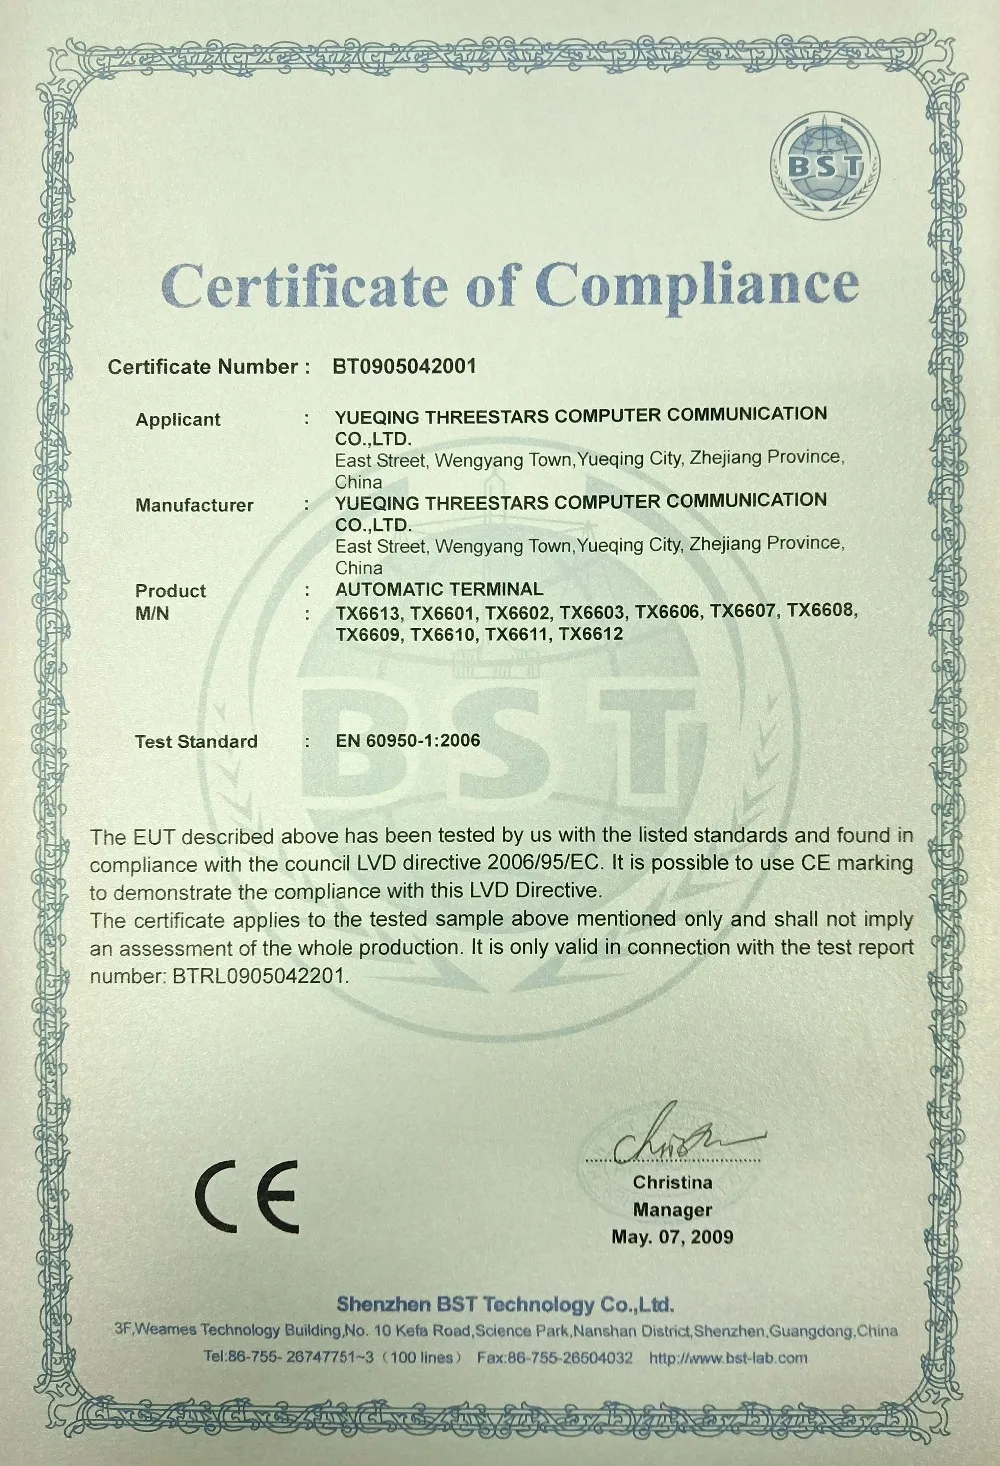 BST
Certificate of Compliance
Certificate Number : BT0905042001
Applicant : YUEQING THREESTARS COMPUTER COMMUNICATION
CO.,LTD.
East Street, Wengyang Town,Yueqing City, Zhejiang Province,
China
Manufacturer : YUEQING THREESTARS COMPUTER COMMUNICATION
CO.,LTD.
East Street, Wengyang Town,Yueqing City, Zhejiang Province,
China
Product : AUTOMATIC TERMINAL
M/N : TX6613, TX6601, TX6602, TX6603, TX6606, TX6607, TX6608,
TX6609, TX6610, TX6611, TX6612
BST
Test Standard : EN 60950-1:2006
The EUT described above has been tested by us with the listed standards and found in
compliance with the council LVD directive 2006/95/EC. It is possible to use CE marking
to demonstrate the compliance with this LVD Directive.
The certificate applies to the tested sample above mentioned only and shall not imply
an assessment of the whole production. It is only valid in connection with the test report
number: BTRL0905042201.
CE
Christina
Manager
May. 07, 2009
Shenzhen BST Technology Co.,Ltd.
3F,Weames Technology Building,No. 10 Kefa Road,Science Park,Nanshan District,Shenzhen,Guangdong,China
Tel:86-755- 26747751~3（100 lines） Fax:86-755-26504032 http://www.bst-lab.com